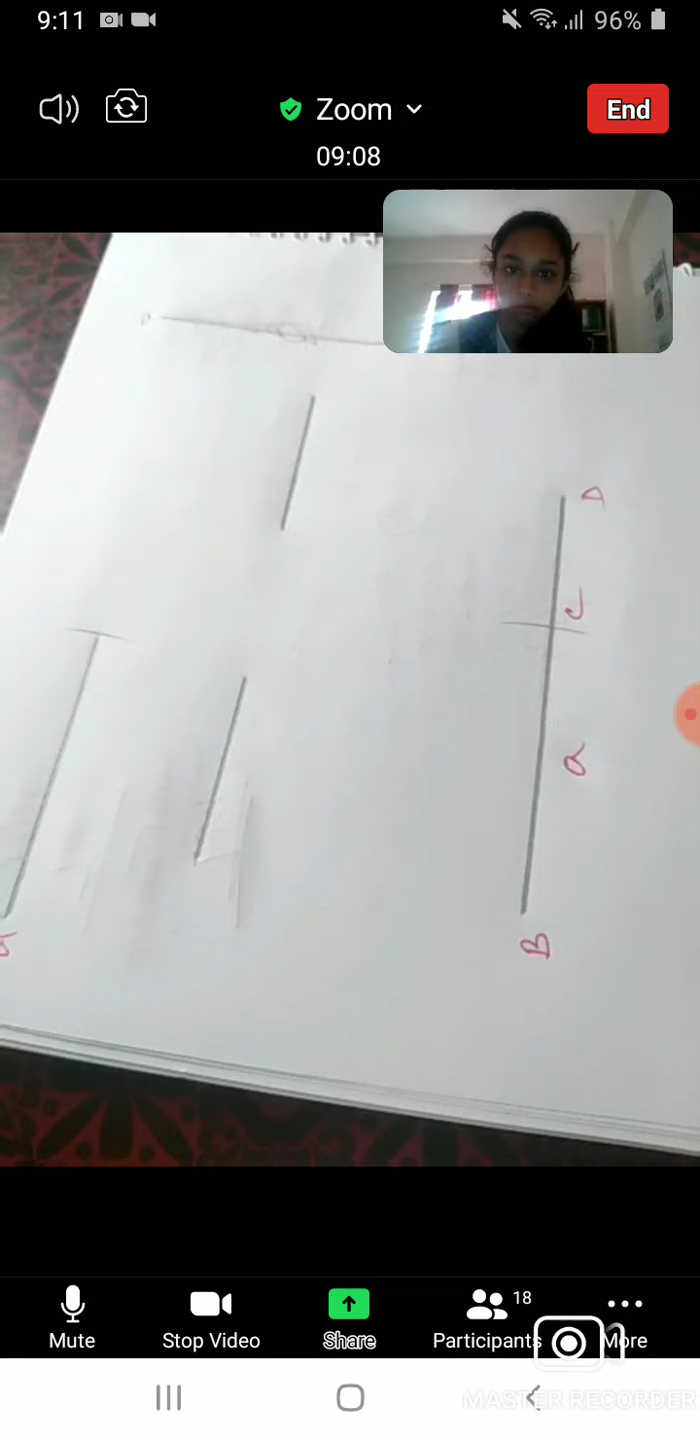 9:11
96%
Zoom
End
09:08
D
C
a
B
18
Mute
Stop Video
Share
Participants
More
MASTER RECORDER